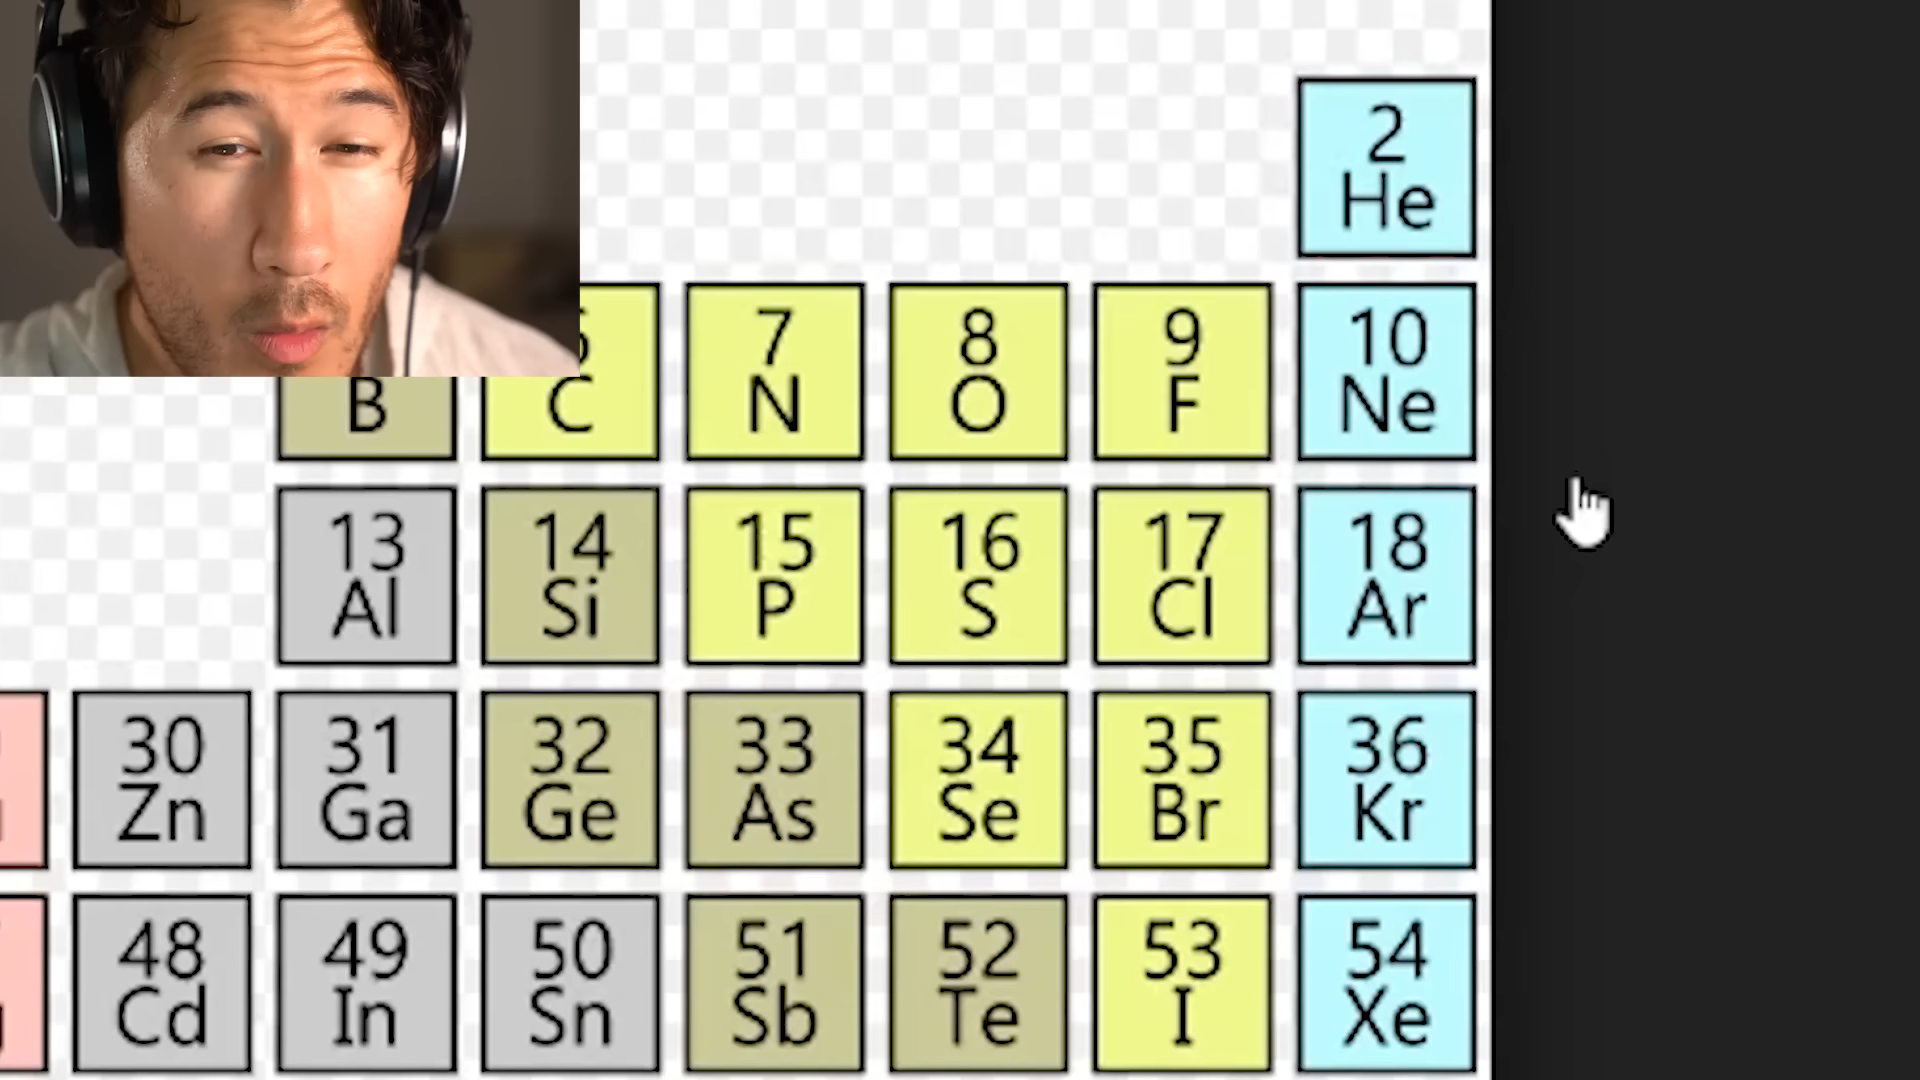 2
He
7
N
8
O
9
F
10
Ne
B
C
13
Al
14
Si
15
P
16
S
17
Cl
18
Ar
30
Zn
31
Ga
32
Ge
33
As
34
Se
35
Br
36
Kr
48
Cd
49
In
50
Sn
51
Sb
52
Te
53
I
54
Xe